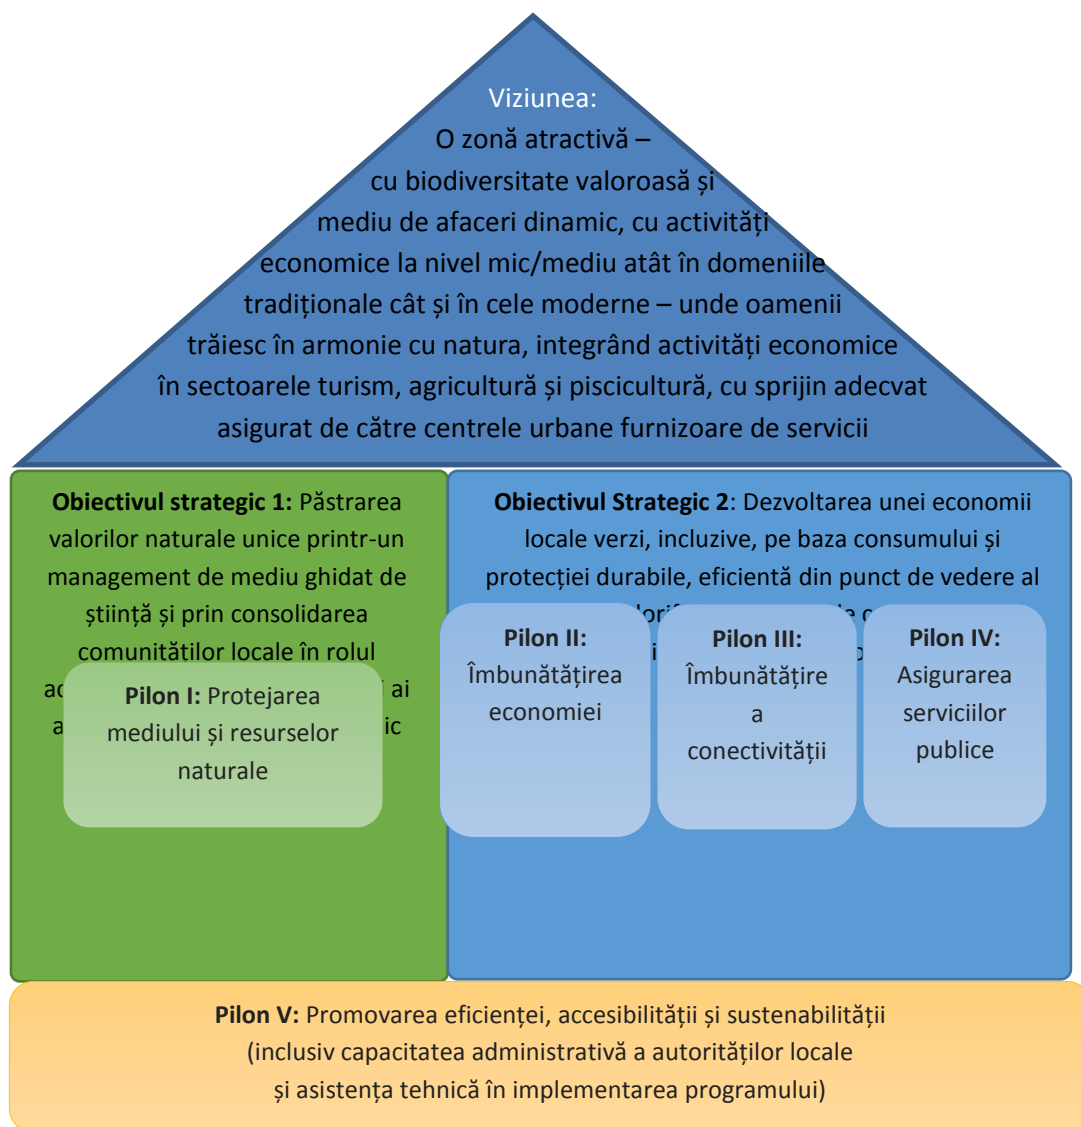 Viziunea:
O zonă atractivă –
cu biodiversitate valoroasă și
mediu de afaceri dinamic, cu activități
economice la nivel mic/mediu atât în domeniile
tradiționale cât și în cele moderne – unde oamenii
trăiesc în armonie cu natura, integrând activități economice
în sectoarele turism, agricultură și piscicultură, cu sprijin adecvat
asigurat de către centrele urbane furnizoare de servicii
Obiectivul strategic 1: Păstrarea
valorilor naturale unice printr-un
management de mediu ghidat de
știință și prin consolidarea
comunităților locale în rolul
ai
Pilon I: Protejarea
mediului și resurselor
naturale
Obiectivul Strategic 2: Dezvoltarea unei economii
locale verzi, incluzive, pe baza consumului și
protecției durabile, eficientă din punct de vedere al
Pilon II:
Îmbunătățirea
economiei
Pilon III:
Îmbunătățire
a
conectivității
Pilon IV:
Asigurarea
serviciilor
publice
Pilon V: Promovarea eficienței, accesibilității și sustenabilității
(inclusiv capacitatea administrativă a autorităților locale
și asistența tehnică în implementarea programului)